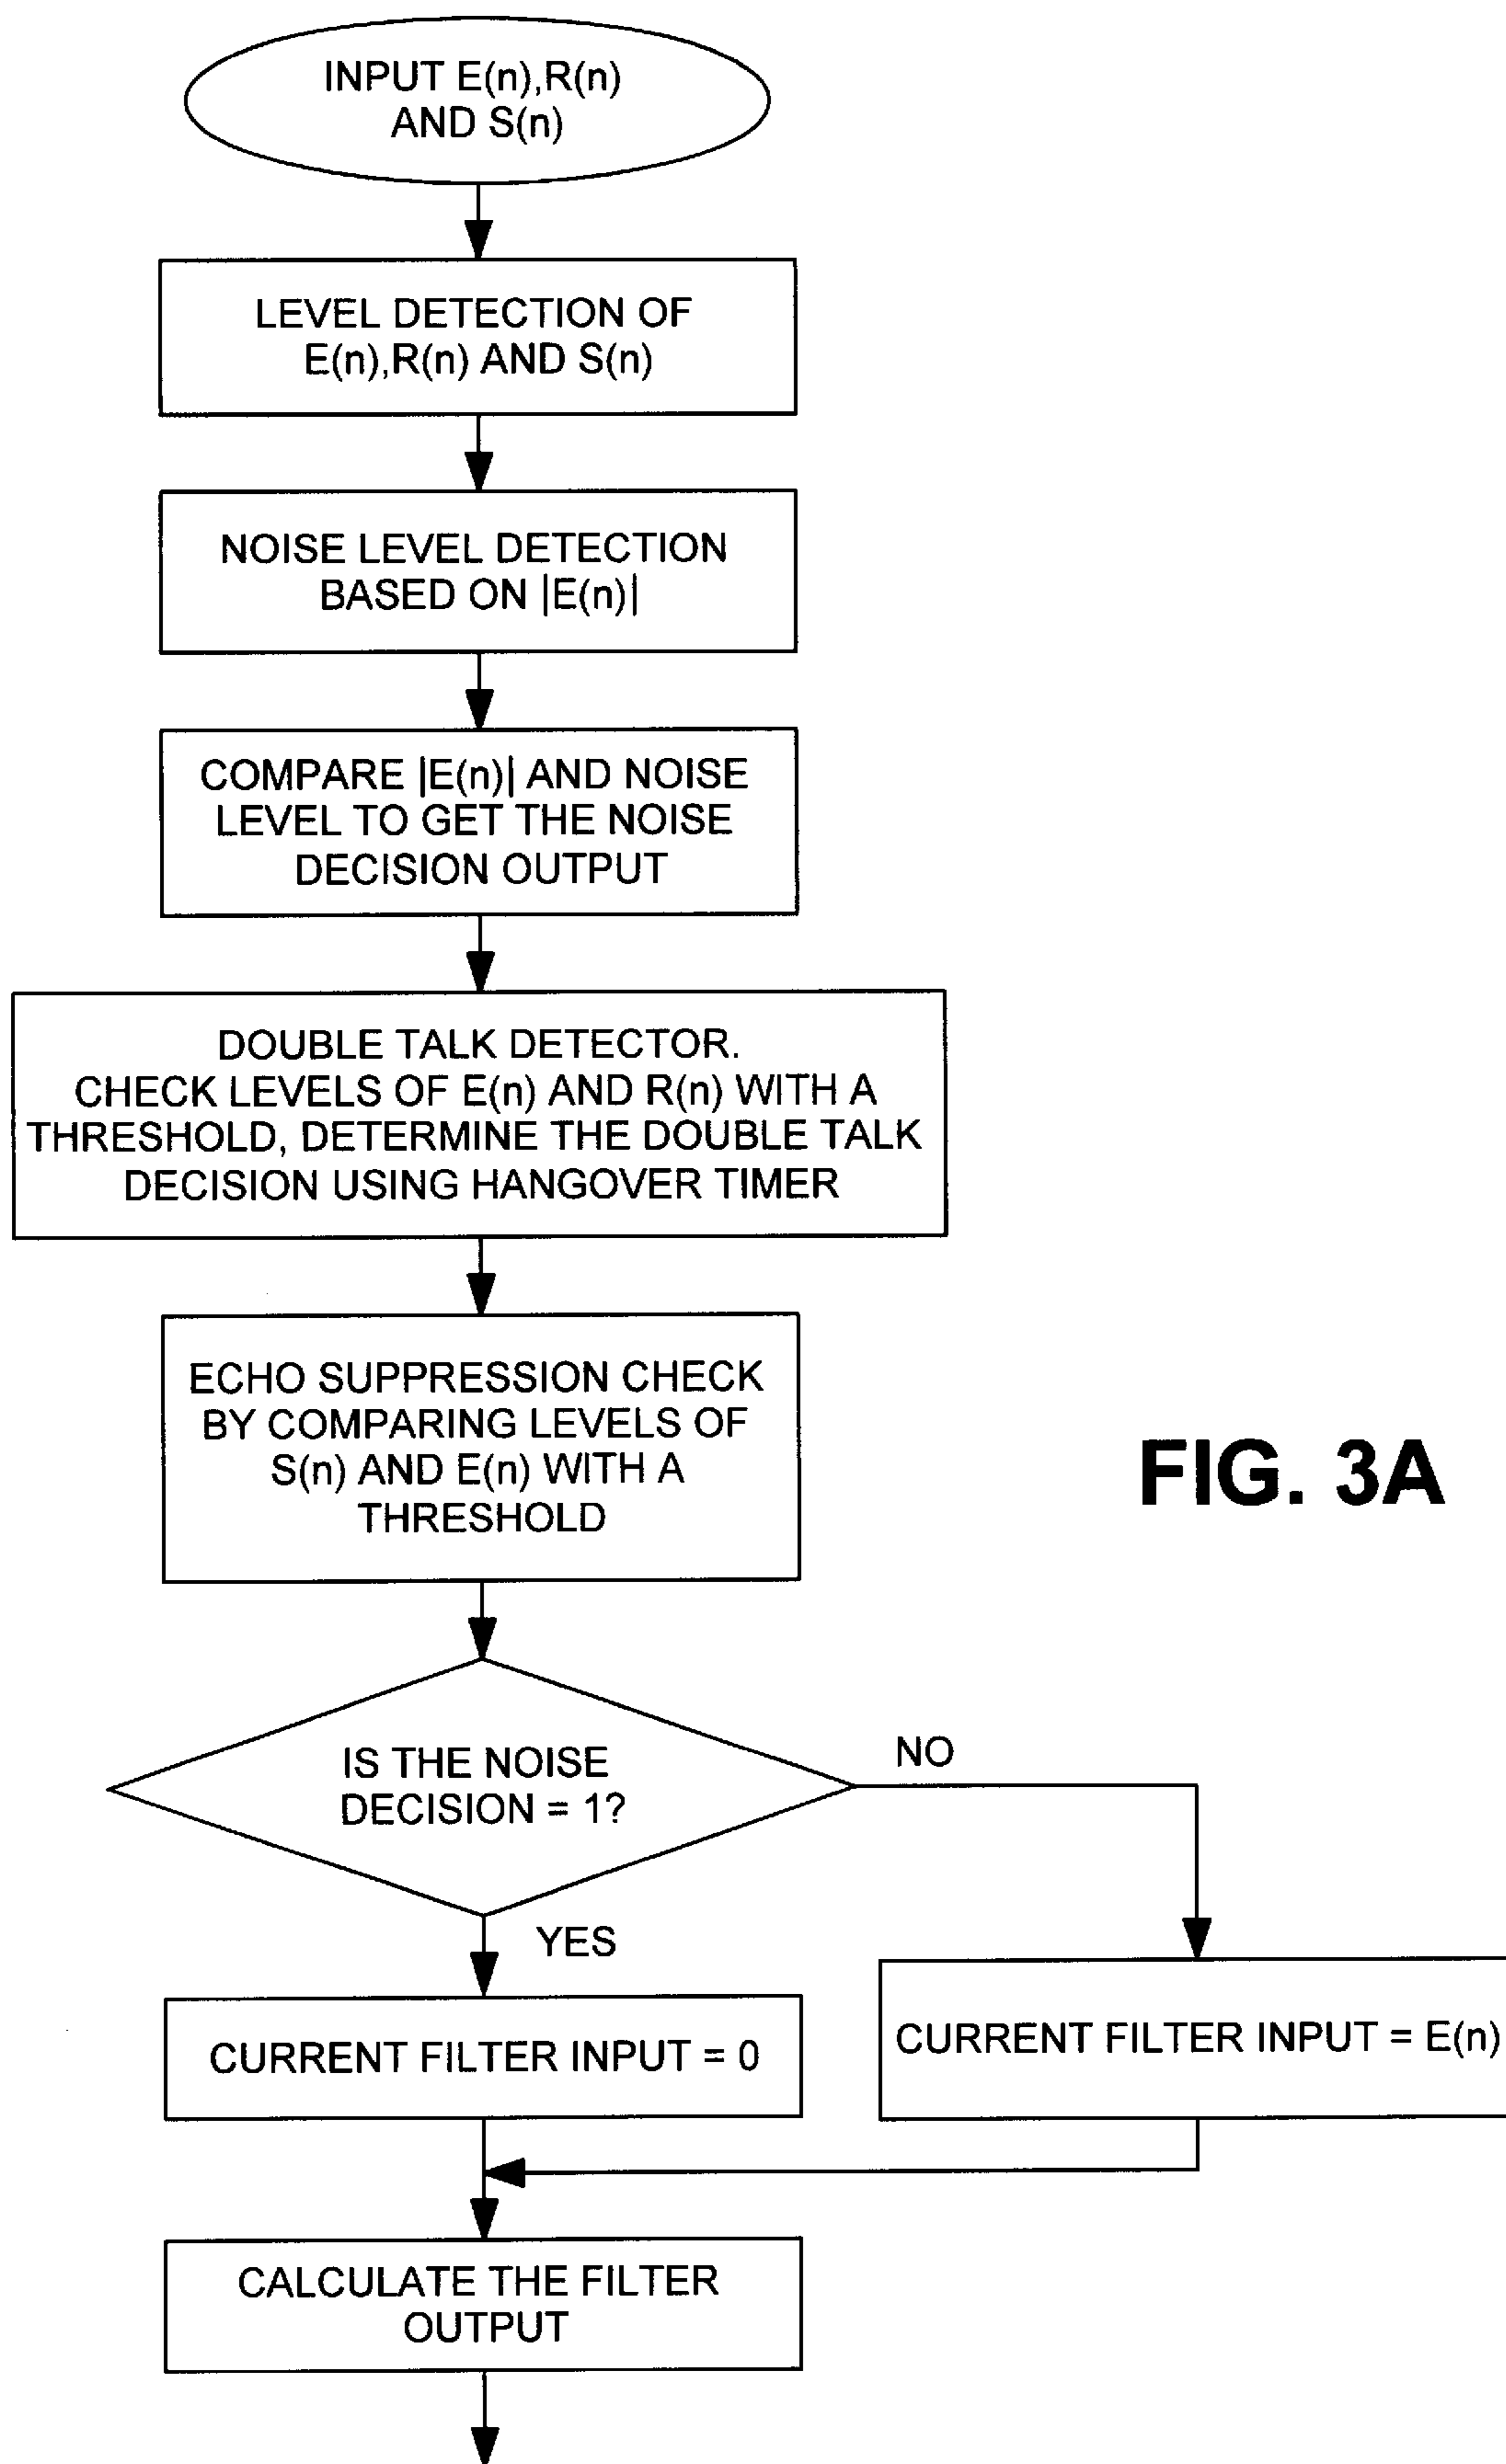 INPUT E(n),R(n)
AND S(n)
LEVEL DETECTION OF
E(n),R(n) AND S(n)
NOISE LEVEL DETECTION
BASED ON |E(n)|
COMPARE |E(n)| AND NOISE
LEVEL TO GET THE NOISE
DECISION OUTPUT
DOUBLE TALK DETECTOR.
CHECK LEVELS OF E(n) AND R(n) WITH A
THRESHOLD, DETERMINE THE DOUBLE TALK
DECISION USING HANGOVER TIMER
ECHO SUPPRESSION CHECK
BY COMPARING LEVELS OF
S(n) AND E(n) WITH A
THRESHOLD
FIG. 3A
IS THE NOISE
DECISION = 1?
NO
YES
CURRENT FILTER INPUT = 0
CURRENT FILTER INPUT = E(n)
CALCULATE THE FILTER
OUTPUT